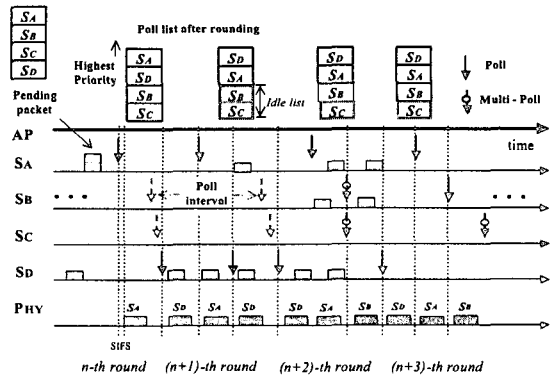 SA
SB
SC
SD
Poll list after rounding
Highest
Priority
SA
SD
SB
SC
SD
SA
SB
SC
Idle list
SD
SA
SB
SC
SD
SA
SB
SC
Poll
Multi - Poll
Pending
packet
AP
time
SA
SB
Poll
interval
SC
SD
PHY
SA
SD
SA
SD
SD
SA
SB
SD
SA
SB
SIFS
n-th round
(n+1)-th round
(n+2)-th round
(n+3)-th round